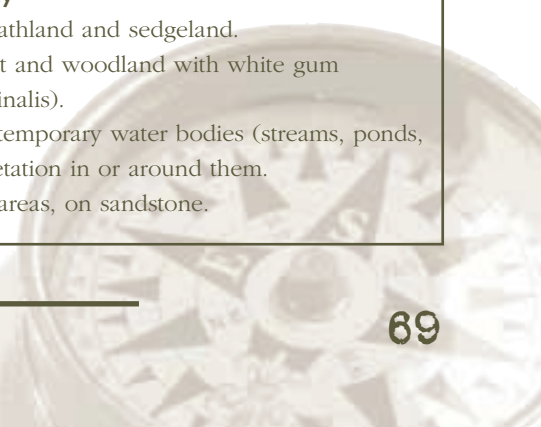 athland and sedgeland.
t and woodland with white gum
inalis).
temporary water bodies (streams, ponds,
etation in or around them.
areas, on sandstone.
E S
69